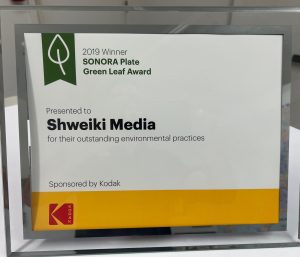 2019 Winner
SONORA Plate
Green Leaf Award
Presented to
Shweiki Media
for their outstanding environmental practices
Sponsored by Kodak
KODAK